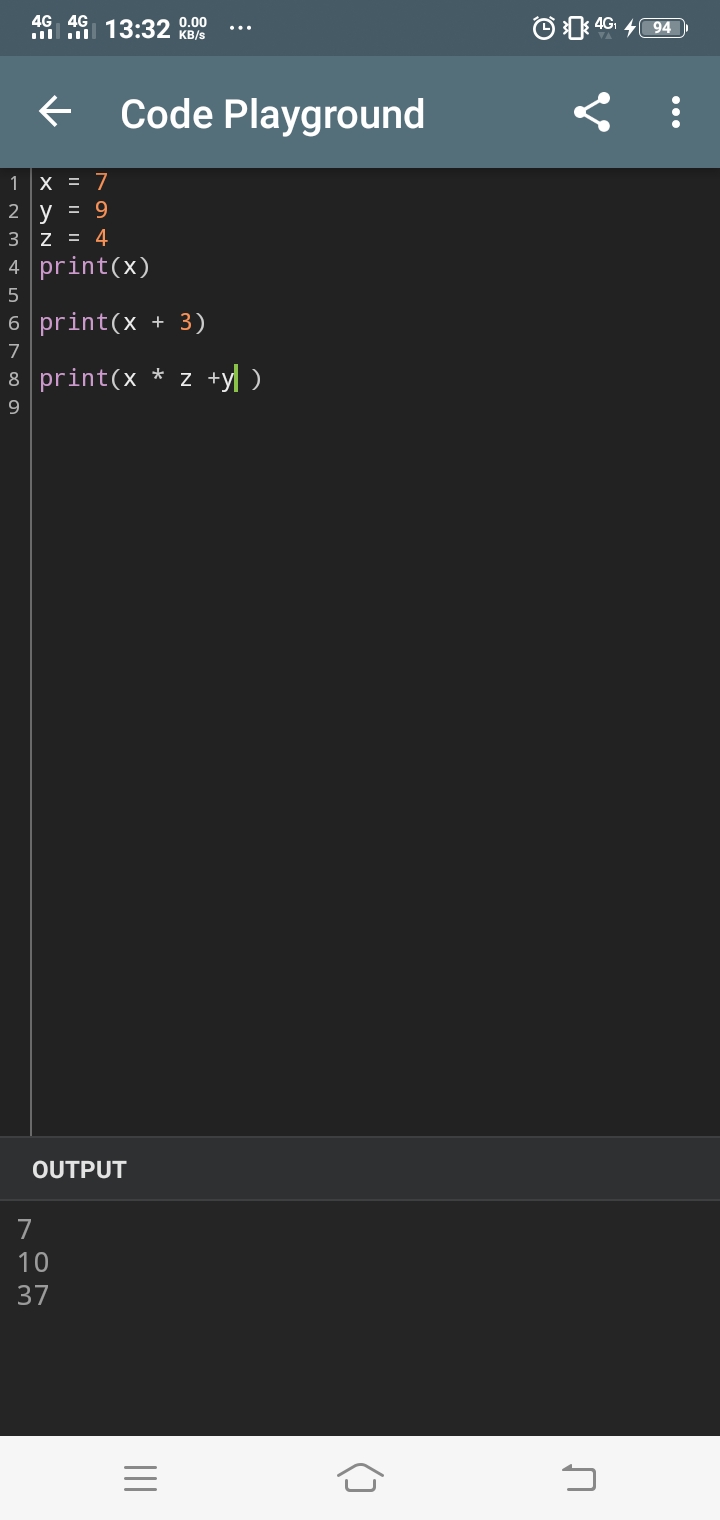 4G 4G 13:32 0.00 KB/s ... 4G 94
Code Playground
1 x = 7
2 y = 9
3 z = 4
4 print(x)
5
6 print(x + 3)
7
8 print(x * z +y )
9
OUTPUT
7
10
37